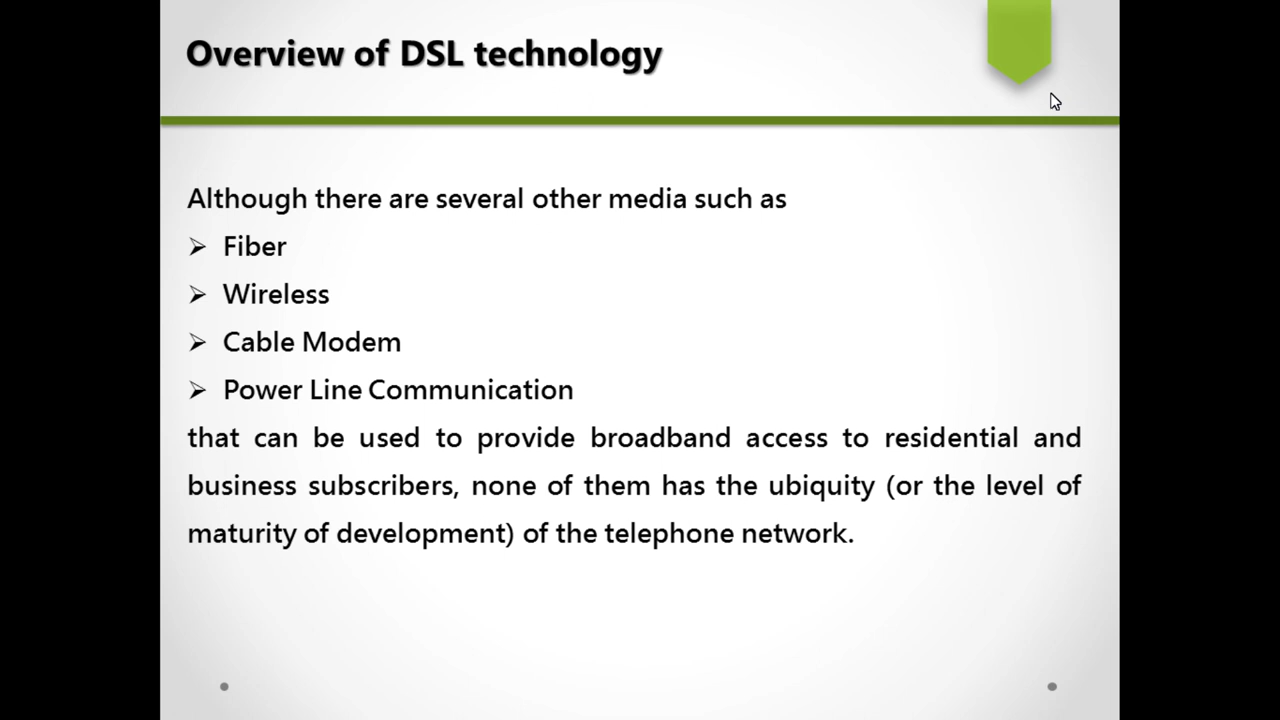 Overview of DSL technology
Although there are several other media such as
➢ Fiber
➢ Wireless
➢ Cable Modem
➢ Power Line Communication
that can be used to provide broadband access to residential and
business subscribers, none of them has the ubiquity (or the level of
maturity of development) of the telephone network.